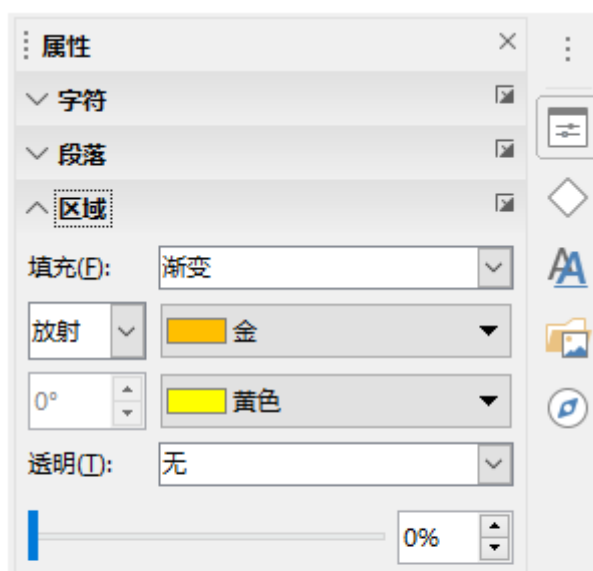 属性
字符
段落
区域
填充(F): 渐变
放射 金
0° 黄色
透明(T): 无
0%